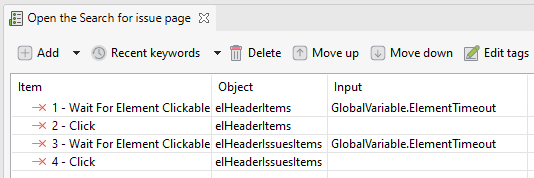 Open the Search for issue page
Add Recent keywords Delete Move up Move down Edit tags
Item Object Input
1 - Wait For Element Clickable elHeaderItems GlobalVariable.ElementTimeout
2 - Click elHeaderItems
3 - Wait For Element Clickable elHeaderIssuesItems GlobalVariable.ElementTimeout
4 - Click elHeaderIssuesItems